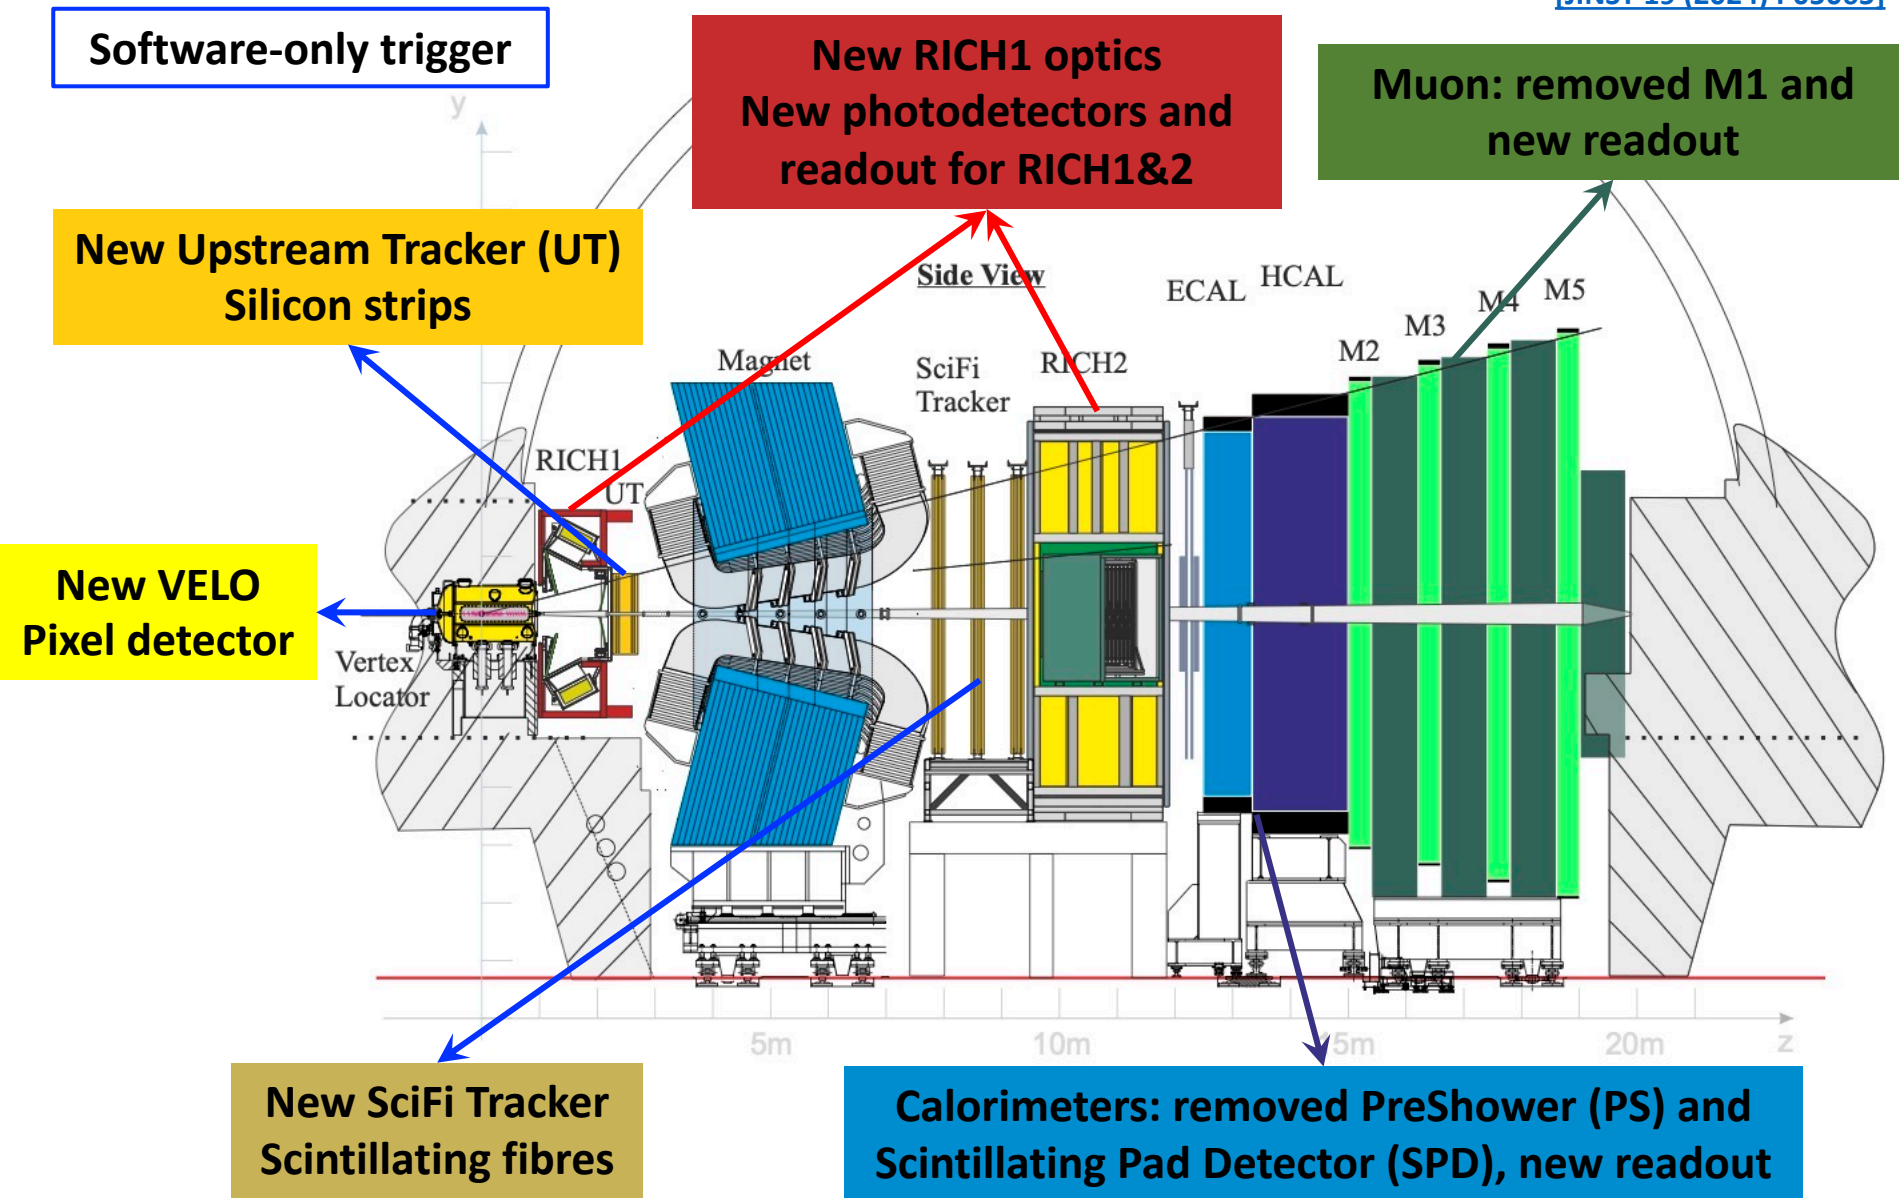 Software-only trigger
New RICH1 optics
New photodetectors and
readout for RICH1&2
Muon: removed M1 and
new readout
y
New Upstream Tracker (UT)
Silicon strips
Side View
ECAL
HCAL
M2
M3
M4
M5
Magnet
SciFi
Tracker
RICH2
RICH1
UT
New VELO
Pixel detector
Vertex
Locator
5m
10m
15m
20m
z
New SciFi Tracker
Scintillating fibres
Calorimeters: removed PreShower (PS) and
Scintillating Pad Detector (SPD), new readout